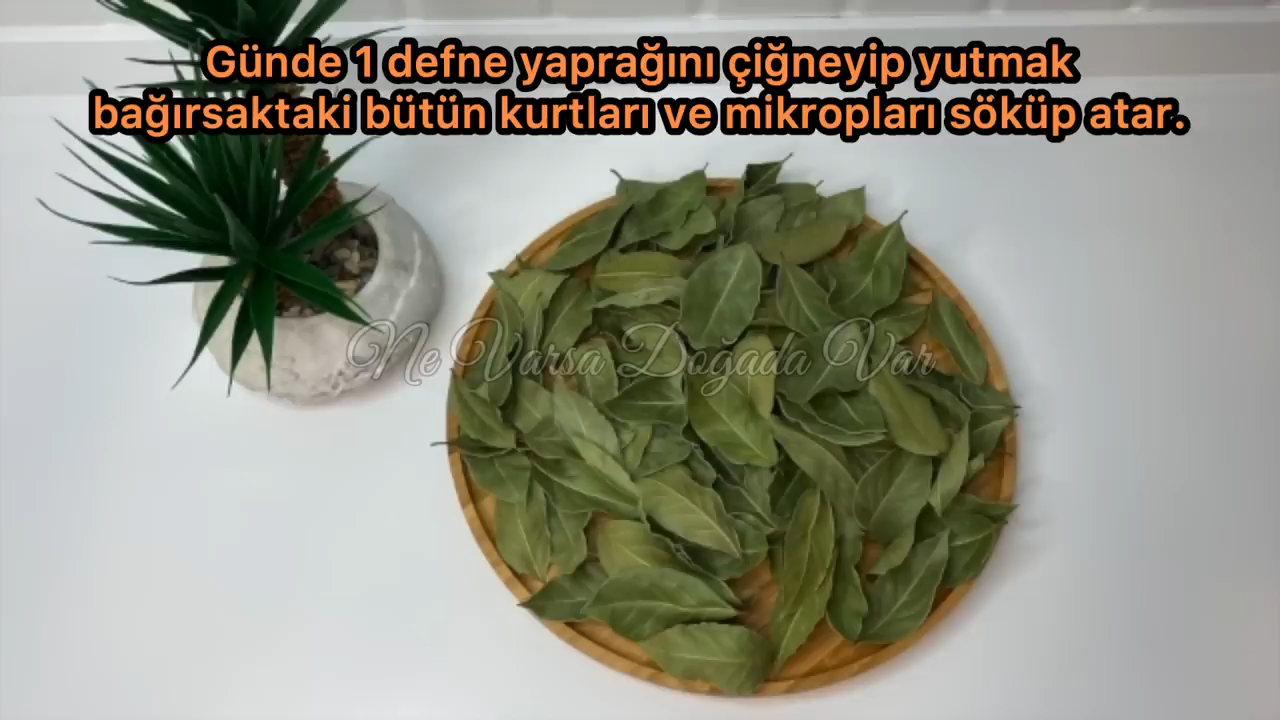 Günde 1 defne yaprağını çiğneyip yutmak
bağırsaktaki bütün kurtları ve mikropları söküp atar.
Ne Varsa Doğada Var